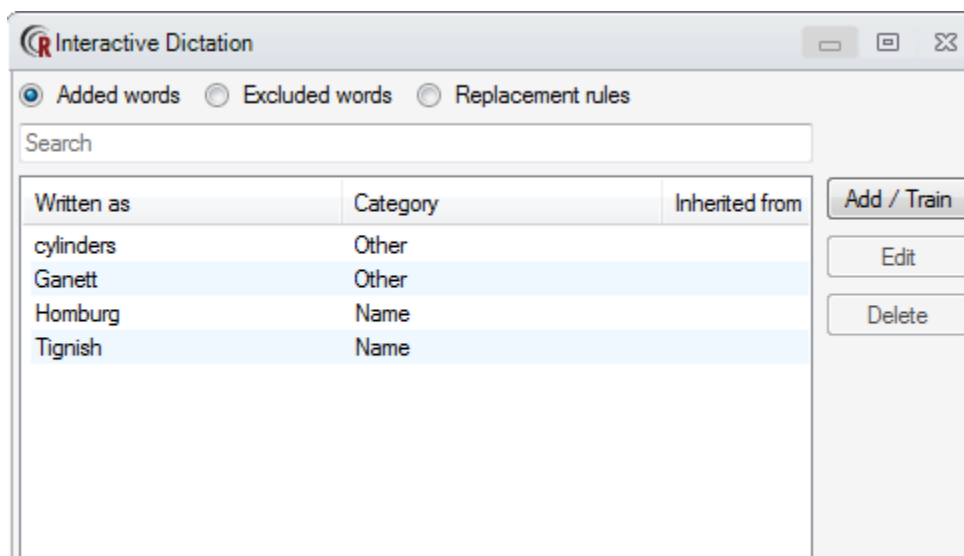 R Interactive Dictation
Added words Excluded words Replacement rules
Search
Written as Category Inherited from Add / Train
cylinders Other Edit
Ganett Other
Homburg Name Delete
Tignish Name